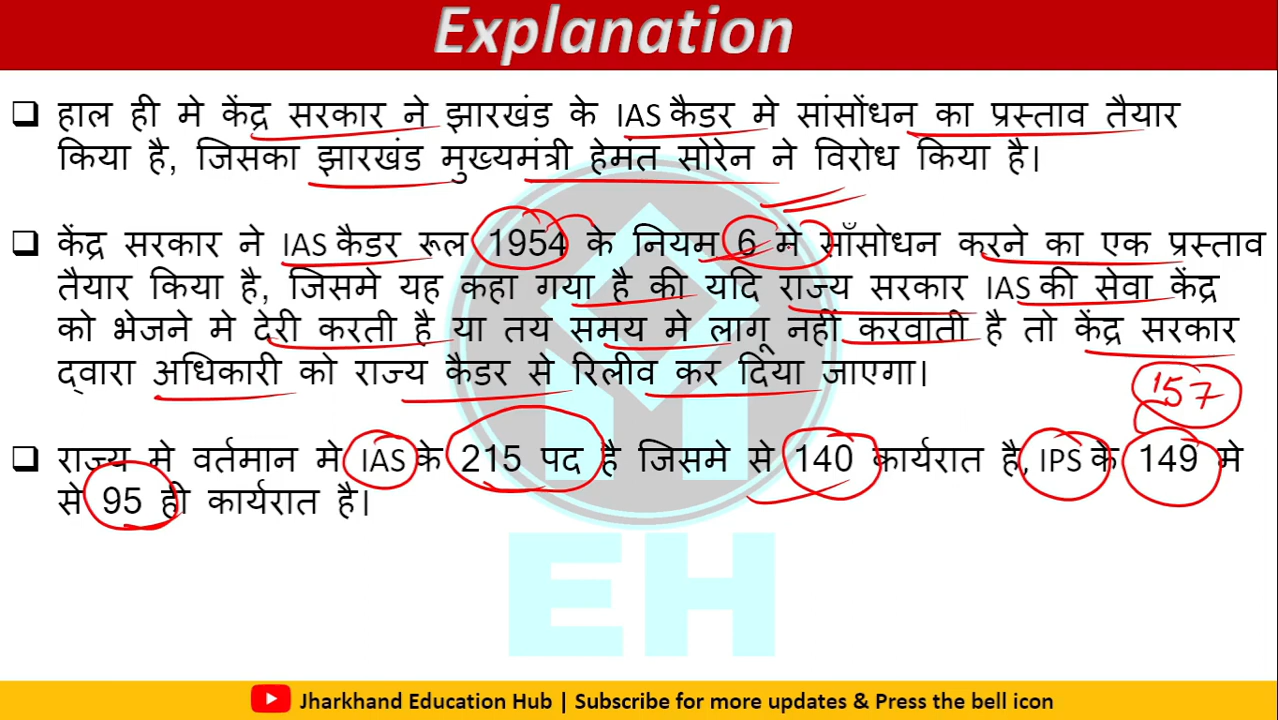 Explanation
❑ हाल ही मे केंद्र सरकार ने झारखंड के IAS कैडर मे सांसोंधन का प्रस्ताव तैयार
किया है, जिसका झारखंड मुख्यमंत्री हेमंत सोरेन ने विरोध किया है।
❑ केंद्र सरकार ने IAS कैडर रूल 1954 के नियम 6 मे साँसोधन करने का एक प्रस्ताव
तैयार किया है, जिसमे यह कहा गया है की यदि राज्य सरकार IAS की सेवा केंद्र
को भेजने मे देरी करती है या तय समय मे लागू नहीं करवाती है तो केंद्र सरकार
द्वारा अधिकारी को राज्य कैडर से रिलीव कर दिया जाएगा।
157
❑ राज्य मे वर्तमान मे IAS के 215 पद है जिसमे से 140 कार्यरात है, IPS के 149 मे
से 95 ही कार्यरात है।
EH
Jharkhand Education Hub | Subscribe for more updates & Press the bell icon